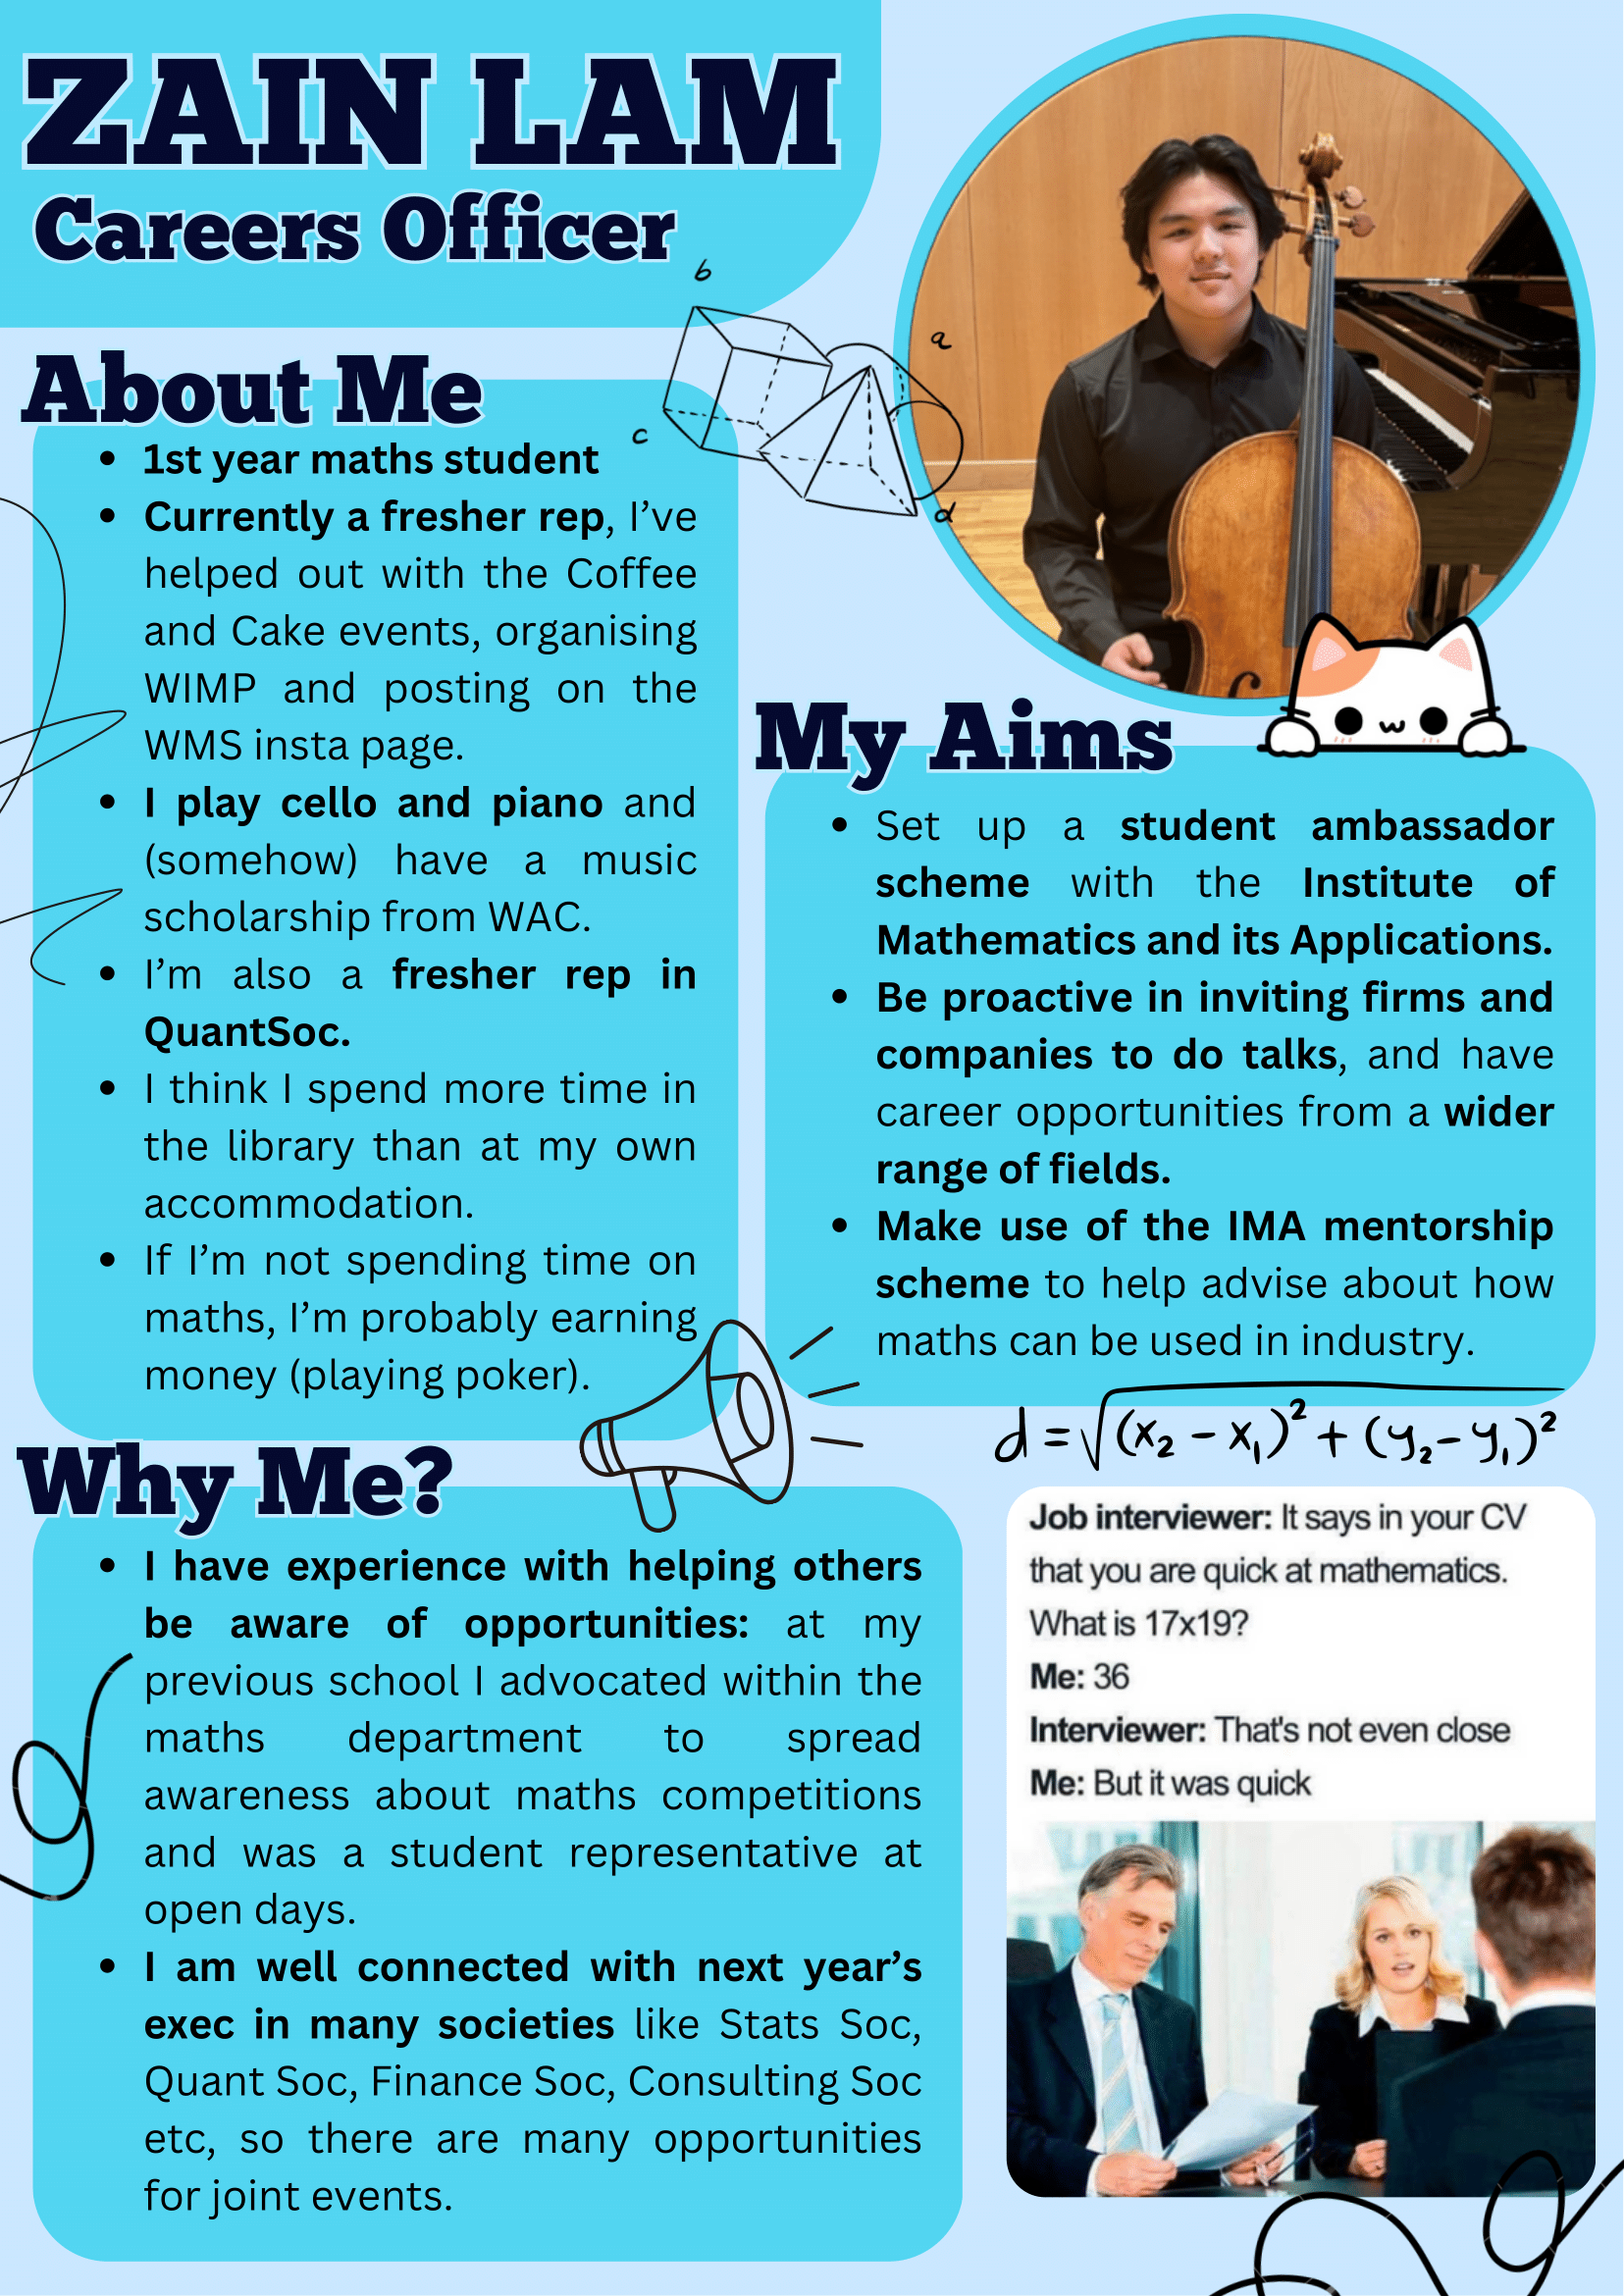 ZAIN LAM
Careers Officer
b
a
c
d
About Me
• 1st year maths student
• Currently a fresher rep, I’ve
helped out with the Coffee
and Cake events, organising
WIMP and posting on the
WMS insta page.
• I play cello and piano and
(somehow) have a music
scholarship from WAC.
• I’m also a fresher rep in
QuantSoc.
• I think I spend more time in
the library than at my own
accommodation.
• If I’m not spending time on
maths, I’m probably earning
money (playing poker).
My Aims
• Set up a student ambassador
scheme with the Institute of
Mathematics and its Applications.
• Be proactive in inviting firms and
companies to do talks, and have
career opportunities from a wider
range of fields.
• Make use of the IMA mentorship
scheme to help advise about how
maths can be used in industry.
d = √(x₂ - x₁)² + (y₂ - y₁)²
Why Me?
• I have experience with helping others
be aware of opportunities: at my
previous school I advocated within the
maths department to spread
awareness about maths competitions
and was a student representative at
open days.
• I am well connected with next year’s
exec in many societies like Stats Soc,
Quant Soc, Finance Soc, Consulting Soc
etc, so there are many opportunities
for joint events.
Job interviewer: It says in your CV
that you are quick at mathematics.
What is 17x19?
Me: 36
Interviewer: That's not even close
Me: But it was quick